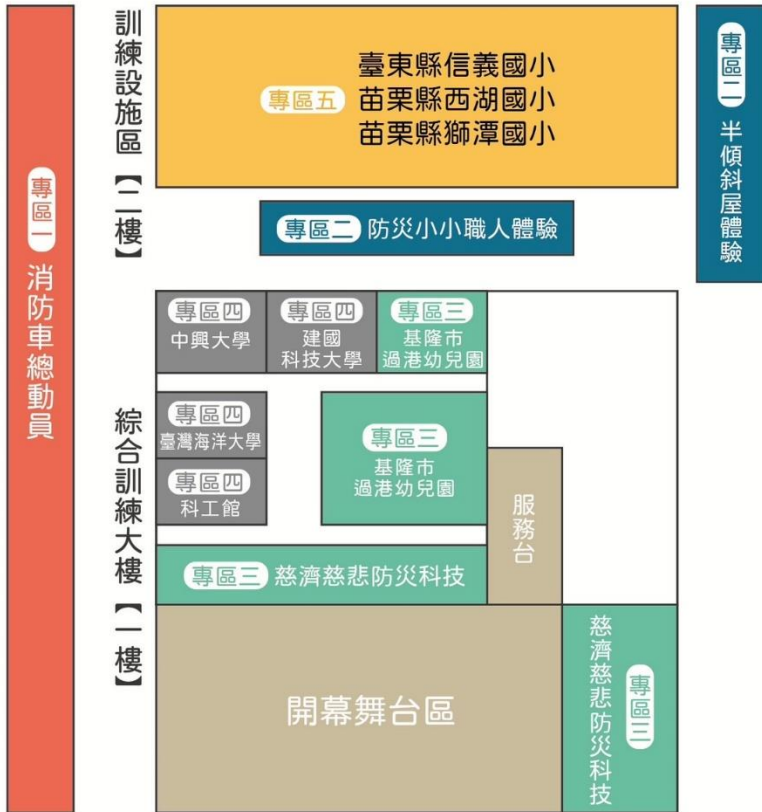 專區一 消防車總動員
訓練設施區【二樓】
專區五
臺東縣信義國小
苗栗縣西湖國小
苗栗縣獅潭國小
專區二 半傾斜屋體驗
專區二 防災小小職人體驗
綜合訓練大樓【一樓】
專區四
中興大學
專區四
建國
科技大學
專區三
基隆市
過港幼兒園
專區四
臺灣海洋大學
專區四
科工館
專區三
基隆市
過港幼兒園
服務台
專區三 慈濟慈悲防災科技
開幕舞台區
慈濟慈悲防災科技
專區三